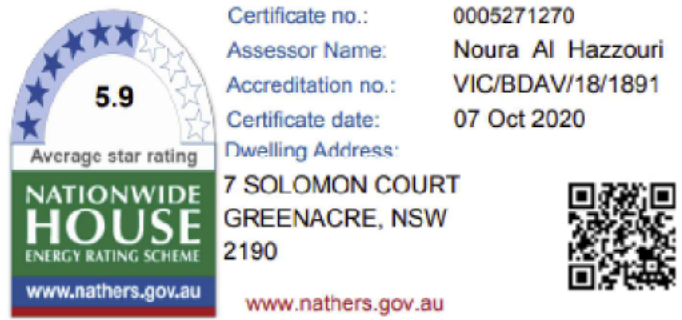 5.9
Average star rating
NATIONWIDE
HOUSE
ENERGY RATING SCHEME
www.nathers.gov.au
Certificate no.: 0005271270
Assessor Name: Noura Al Hazzouri
Accreditation no.: VIC/BDAV/18/1891
Certificate date: 07 Oct 2020
Dwelling Address:
7 SOLOMON COURT
GREENACRE, NSW
2190
www.nathers.gov.au